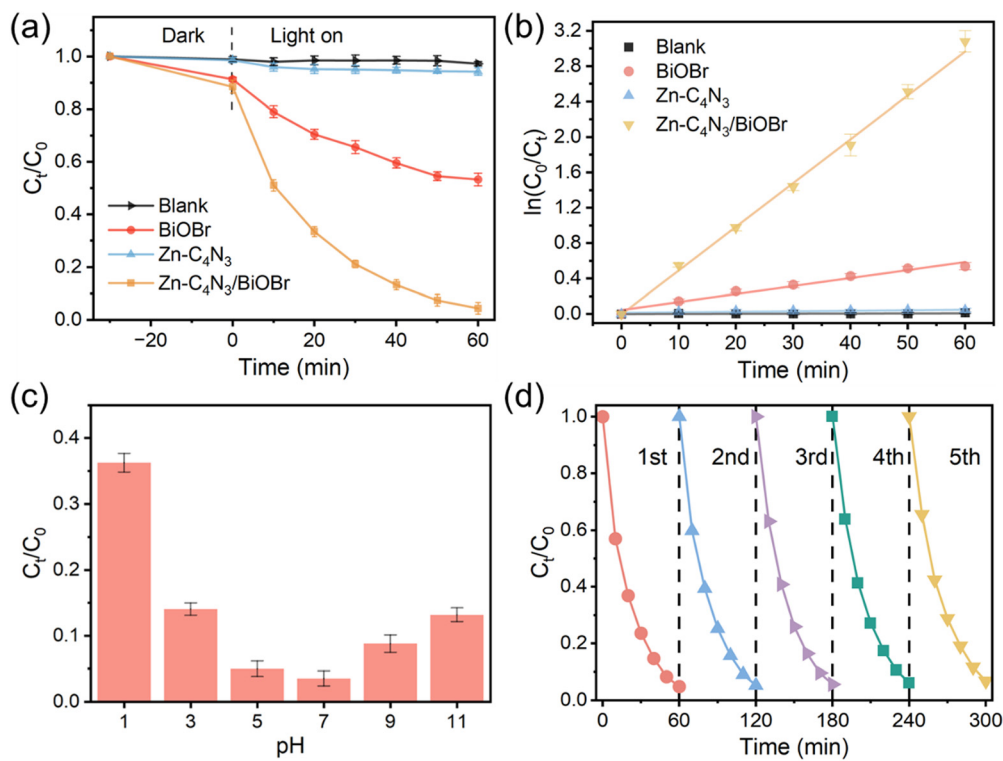 (a)
Dark
Light on
1.0
0.8
0.6
0.4
0.2
0.0
Cₜ/C₀
Blank
BiOBr
Zn-C₄N₃
Zn-C₄N₃/BiOBr
−20
0
20
40
60
Time (min)
(b)
3.2
2.8
2.4
2.0
1.6
1.2
0.8
0.4
0.0
ln(C₀/Cₜ)
Blank
BiOBr
Zn-C₄N₃
Zn-C₄N₃/BiOBr
0
10
20
30
40
50
60
Time (min)
(c)
0.4
0.3
0.2
0.1
0.0
Cₜ/C₀
1
3
5
7
9
11
pH
(d)
1.0
0.8
0.6
0.4
0.2
0.0
Cₜ/C₀
1st
2nd
3rd
4th
5th
0
60
120
180
240
300
Time (min)